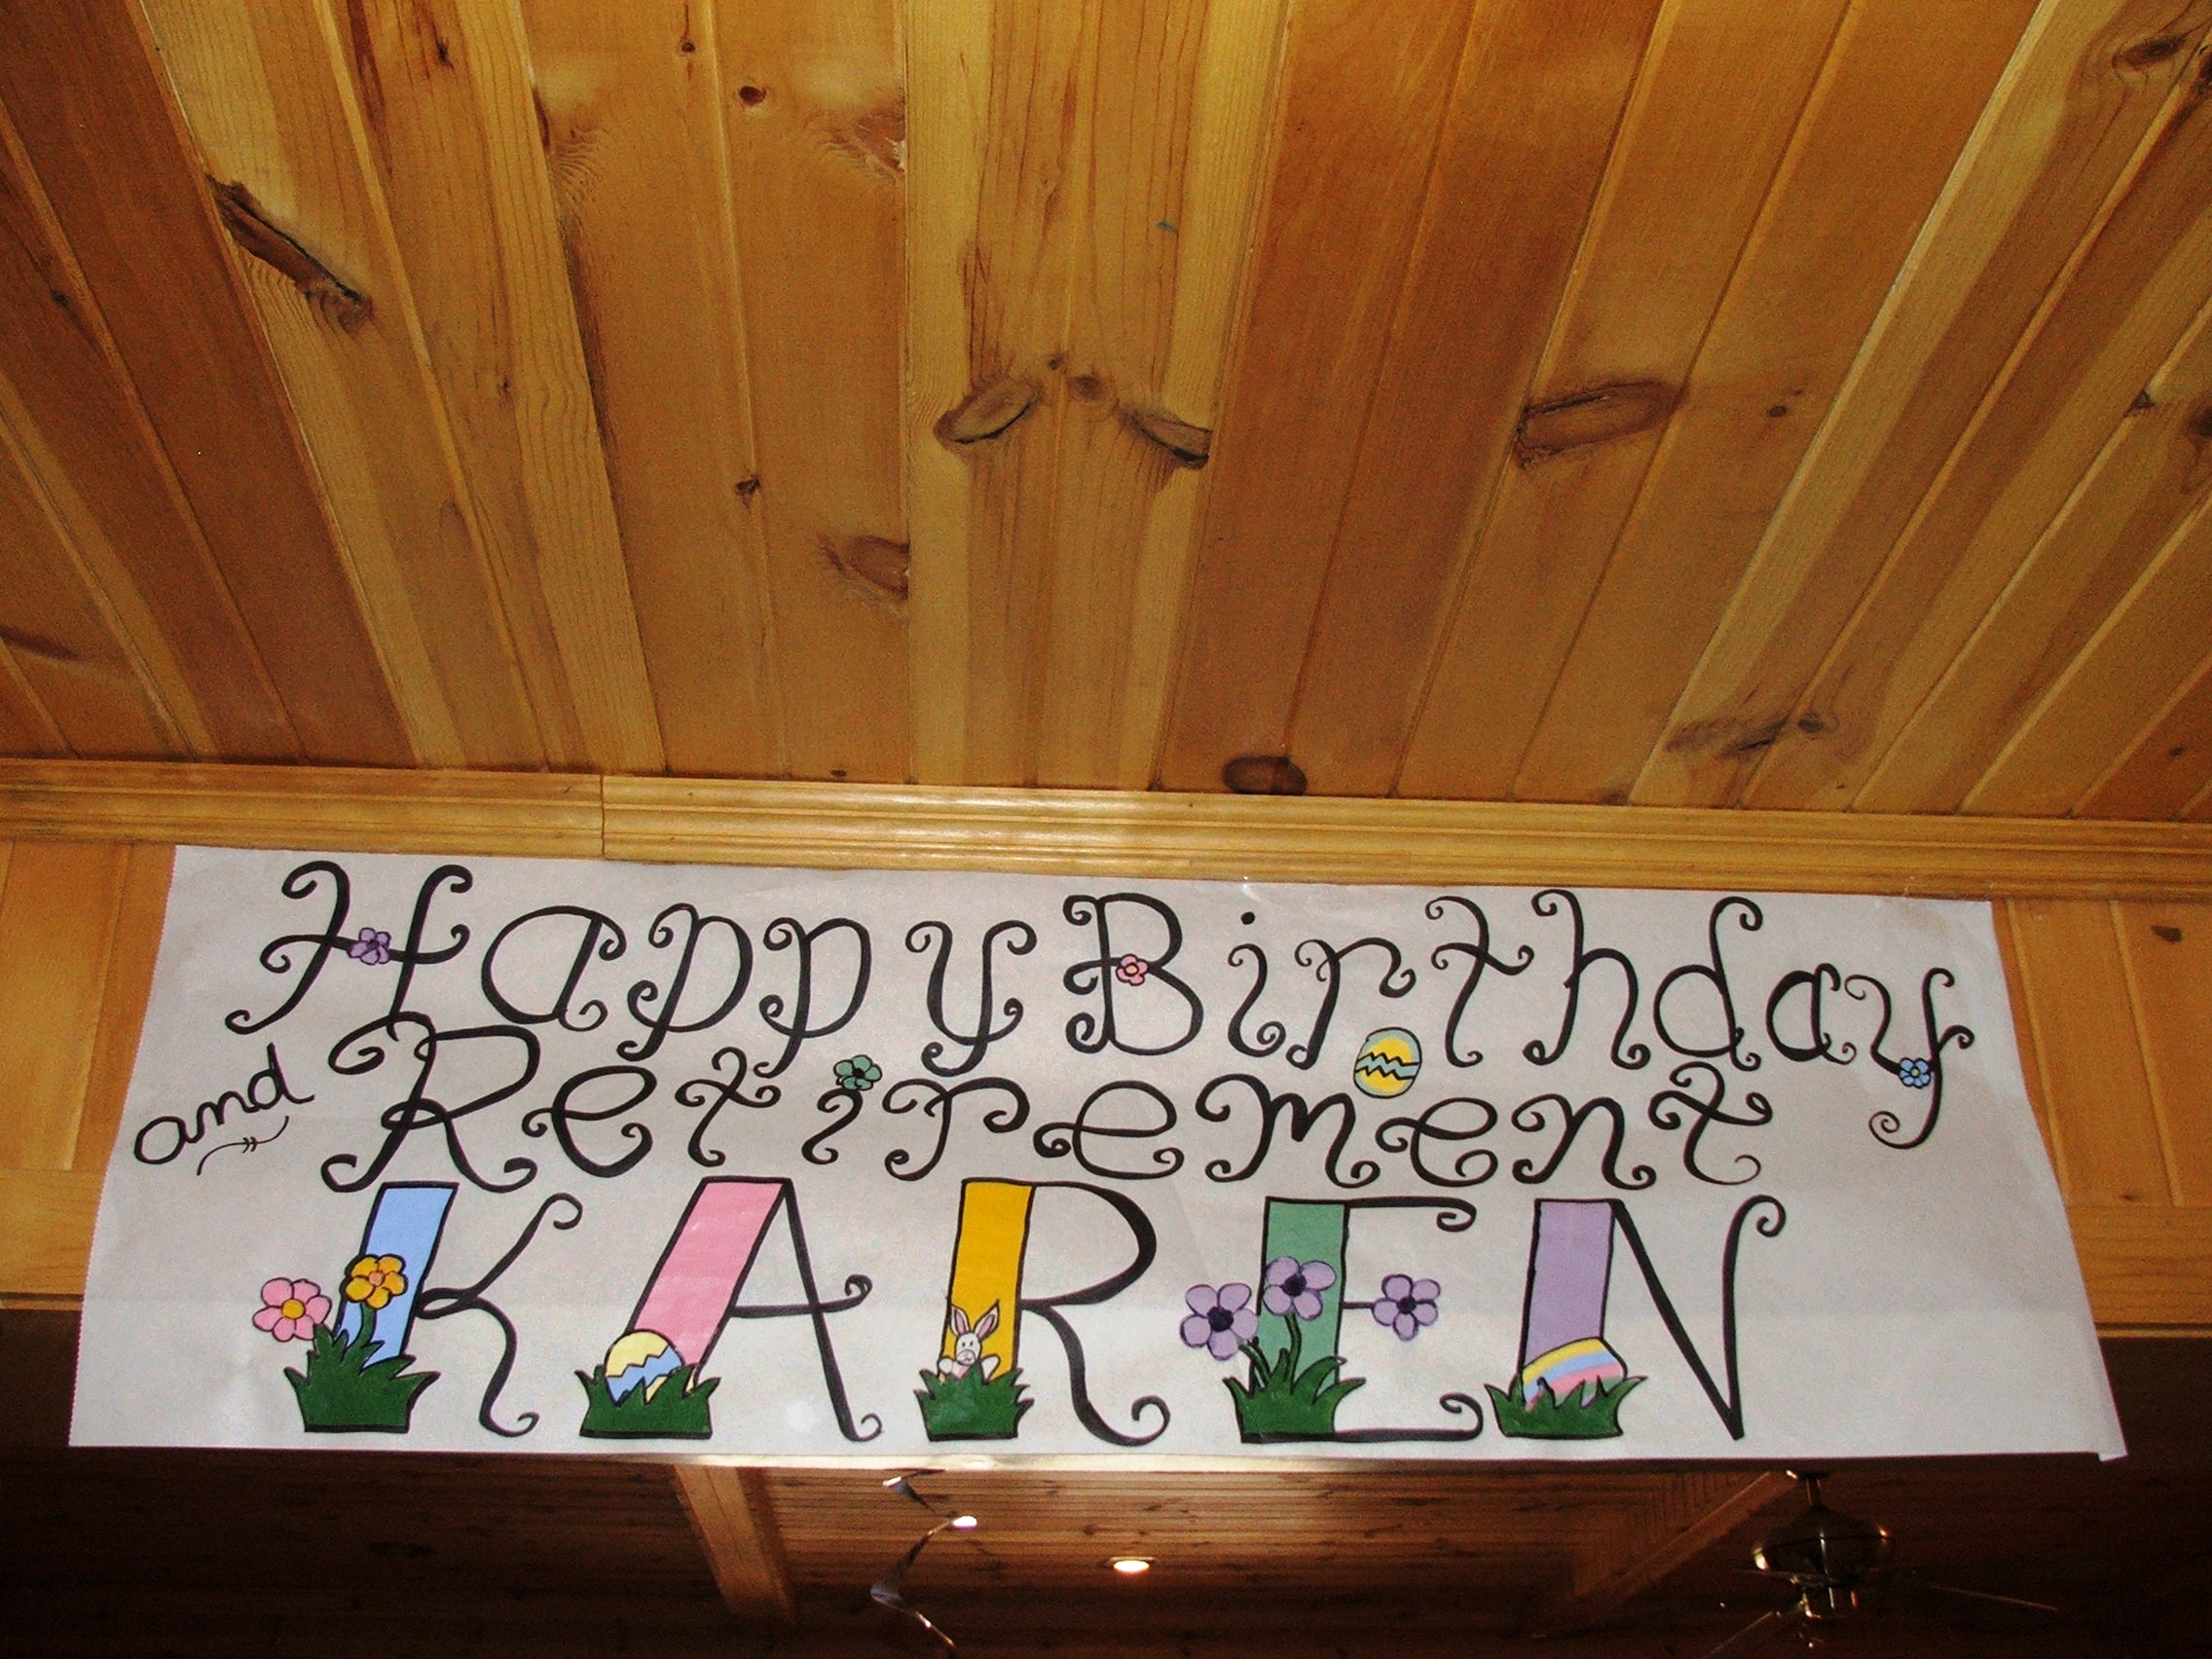 Happy Birthday
and Retirement
KAREN